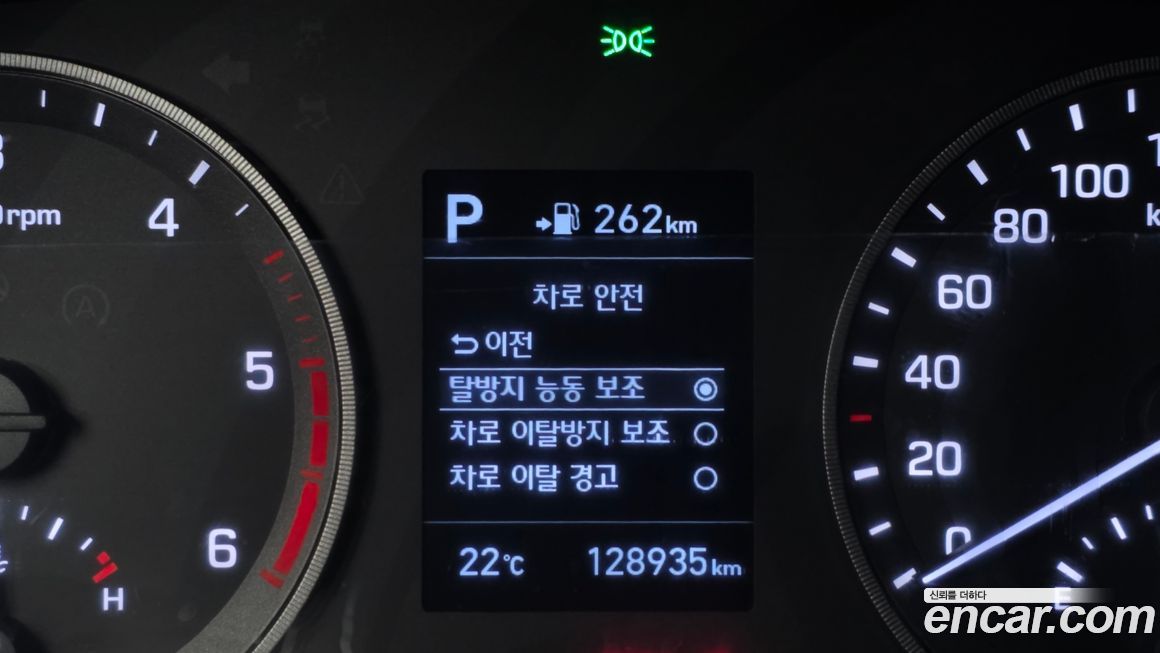 P 262km
차로 안전
이전
탈방지 능동 보조
차로 이탈방지 보조
차로 이탈 경고
22°C 128935km
rpm
4
5
6
H
100
80
60
40
20
0
E
신뢰를 더하다
encar.com